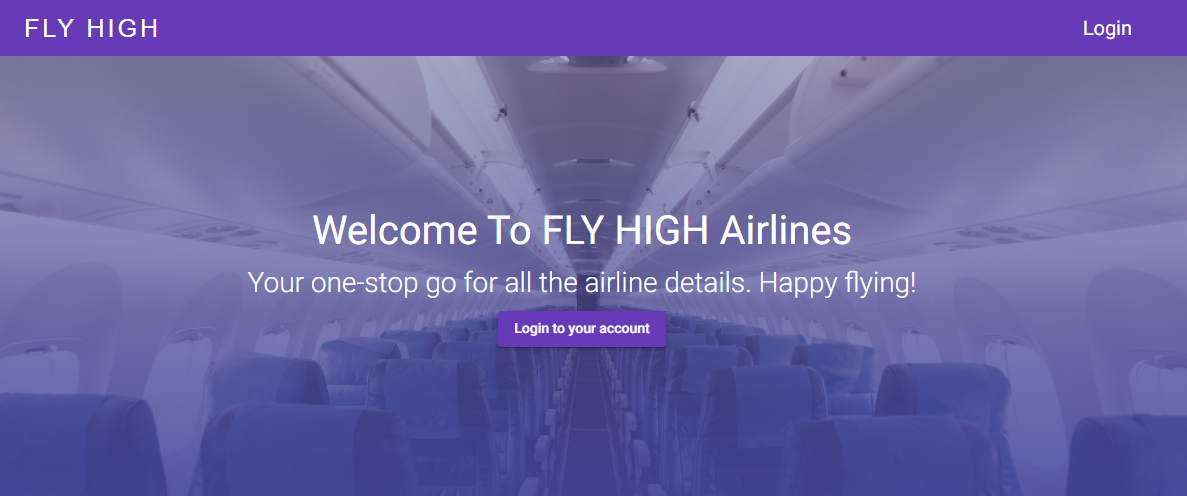 FLY HIGH
Login
Welcome To FLY HIGH Airlines
Your one-stop go for all the airline details. Happy flying!
Login to your account